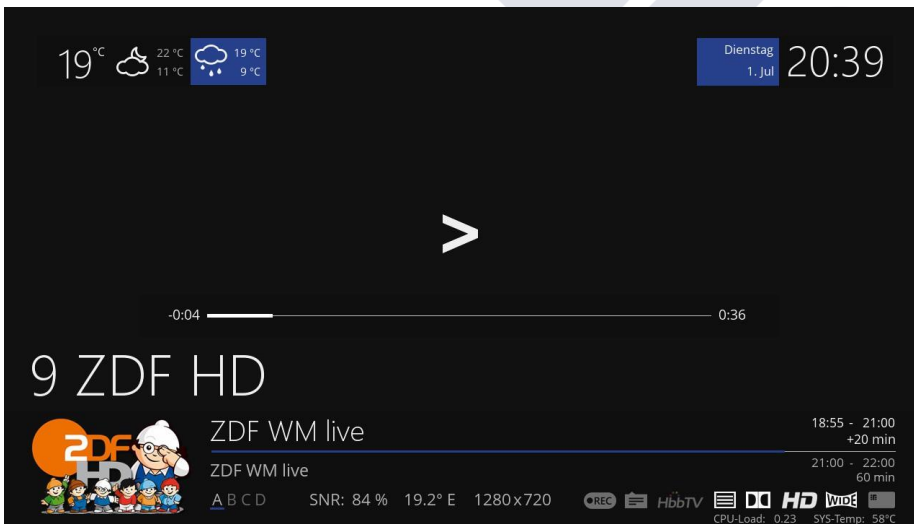 19°C 22 °C 19 °C
11 °C 9 °C
Dienstag
1. Jul
20:39
>
-0:04 0:36
9 ZDF HD
ZDF
HD
ZDF WM live 18:55 - 21:00
+20 min
ZDF WM live 21:00 - 22:00
60 min
A B C D SNR: 84 % 19.2° E 1280x720 REC HbbTV HD WIDE
CPU-Load: 0.23 SYS-Temp: 58°C